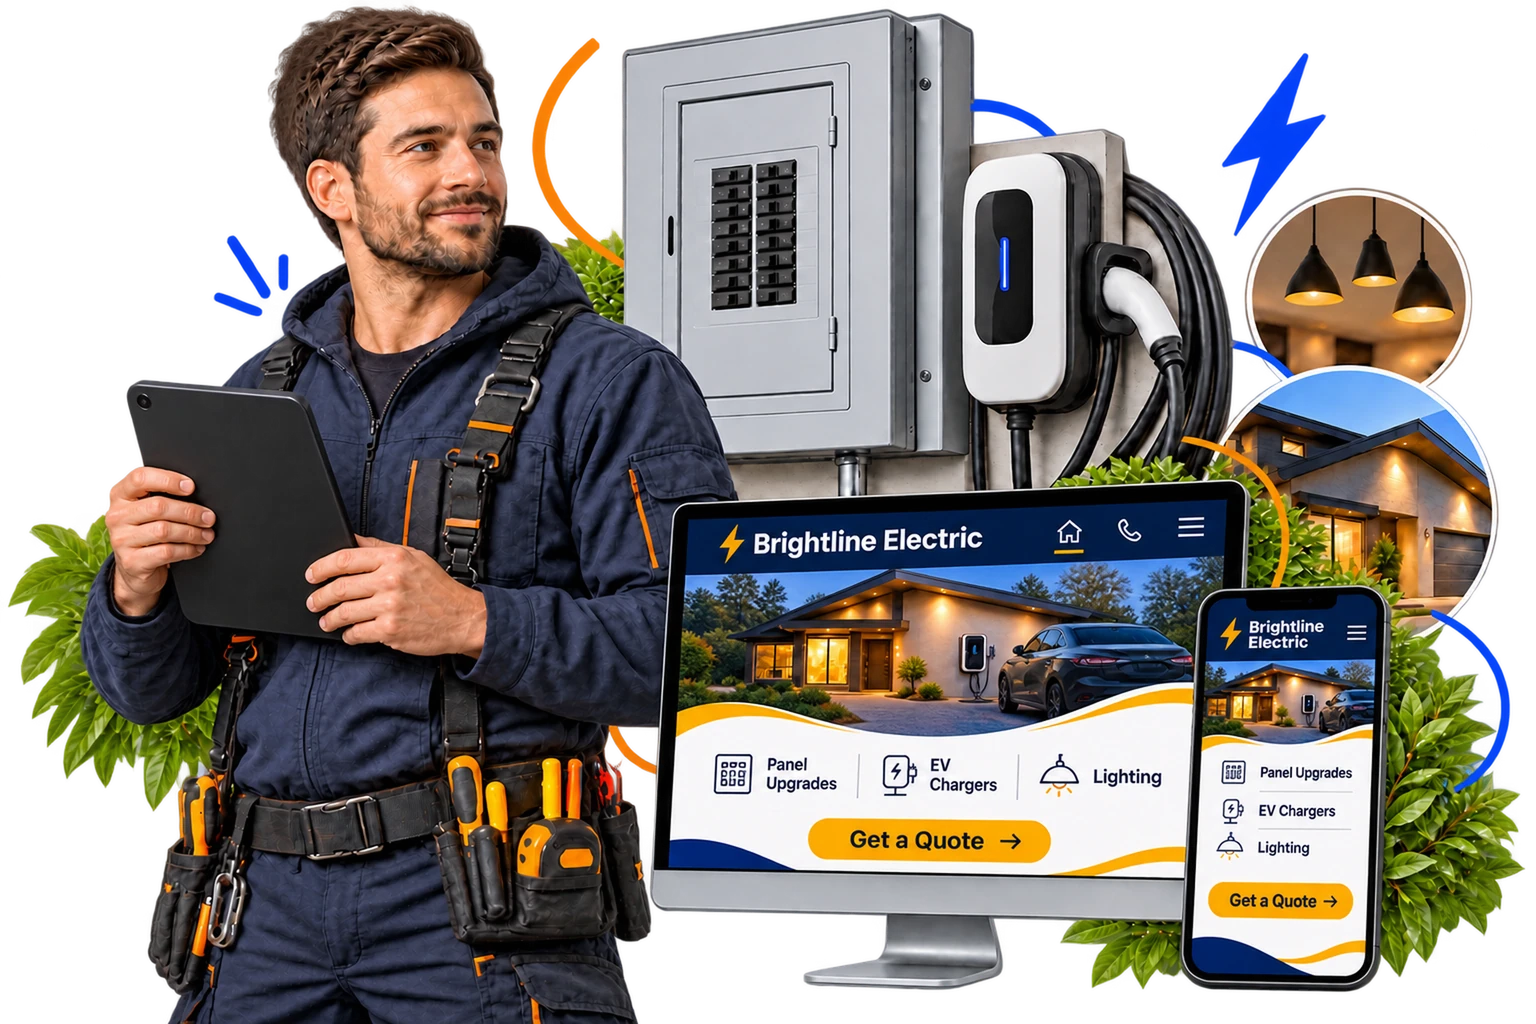 Brightline Electric
Panel
Upgrades
EV
Chargers
Lighting
Get a Quote →
Brightline
Electric
Panel Upgrades
EV Chargers
Lighting
Get a Quote →